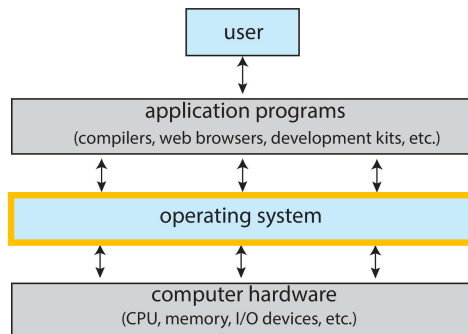 user
application programs
(compilers, web browsers, development kits, etc.)
operating system
computer hardware
(CPU, memory, I/O devices, etc.)